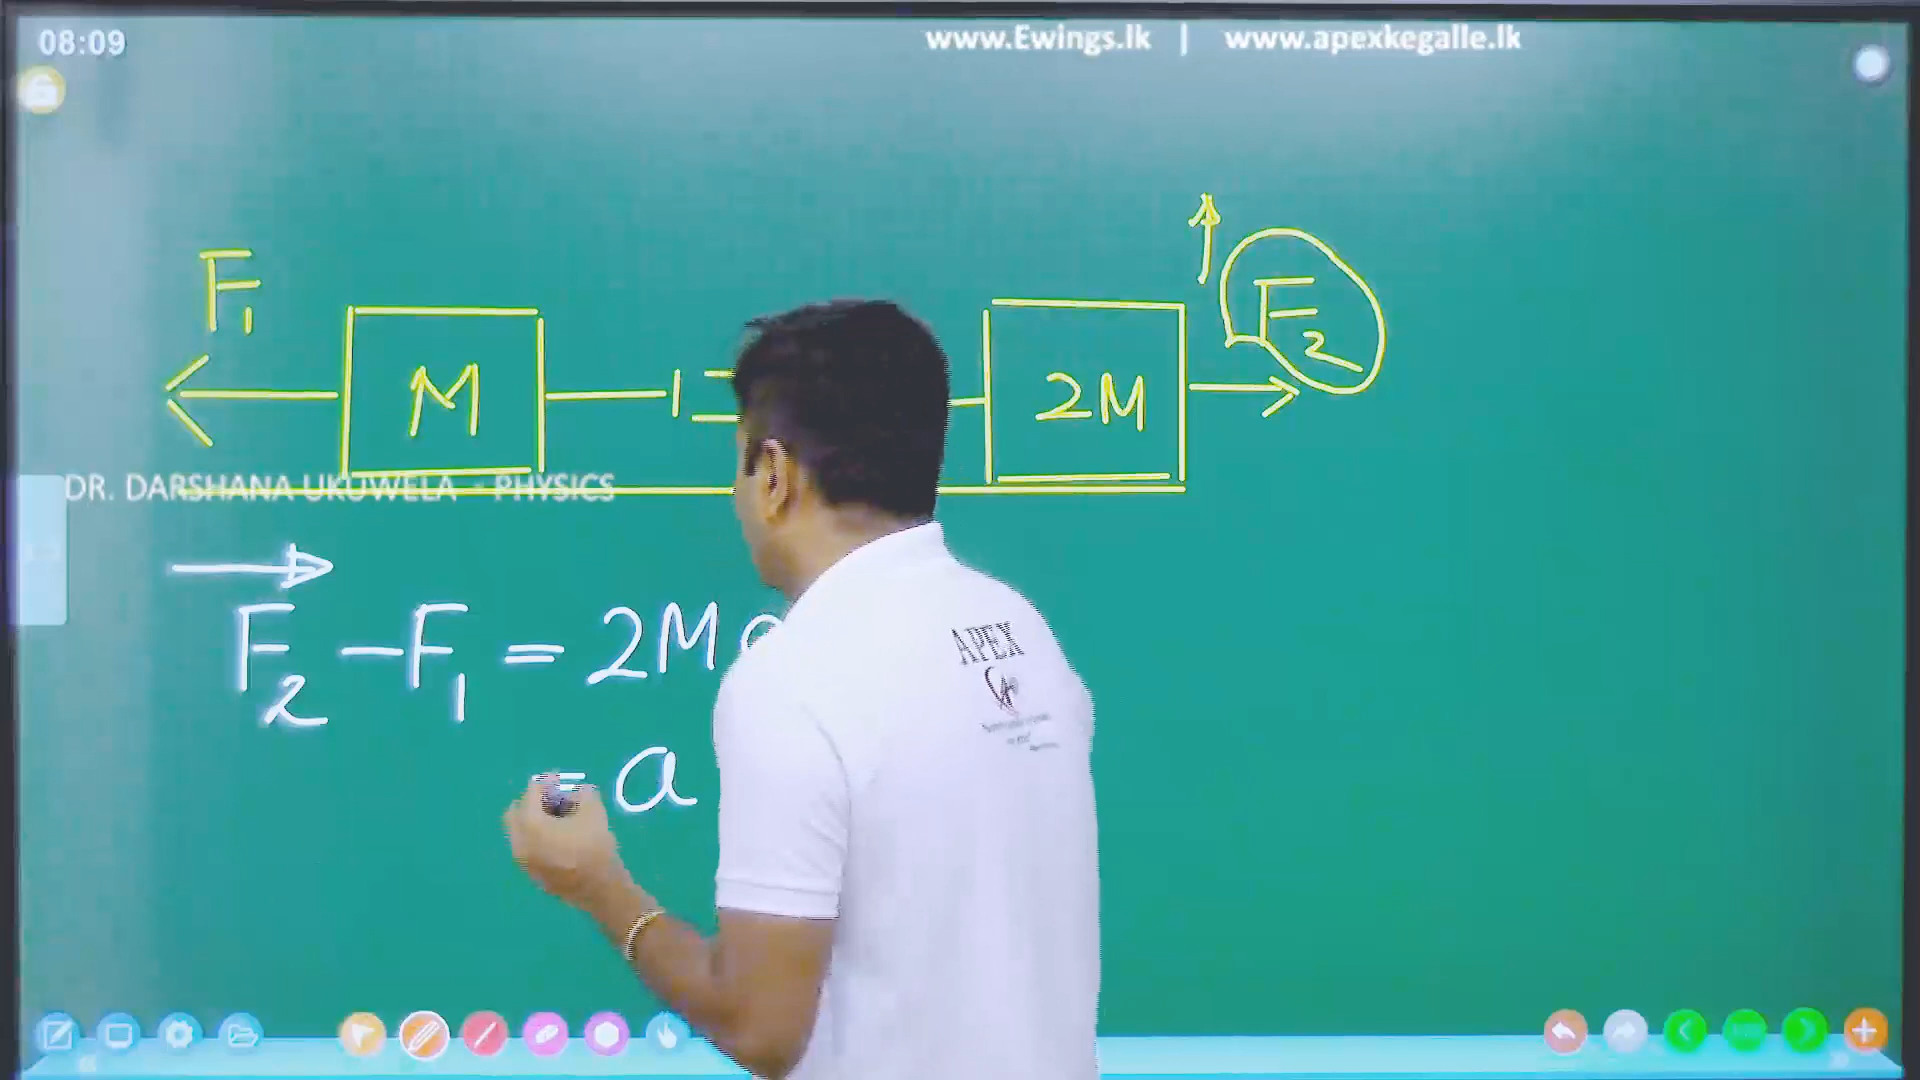 08:09
www.Ewings.lk | www.apexkegalle.lk
F₁
M
2M
F₂
DR. DARSHANA UKUWELA - PHYSICS
F₂ - F₁ = 2M
= a
APEX